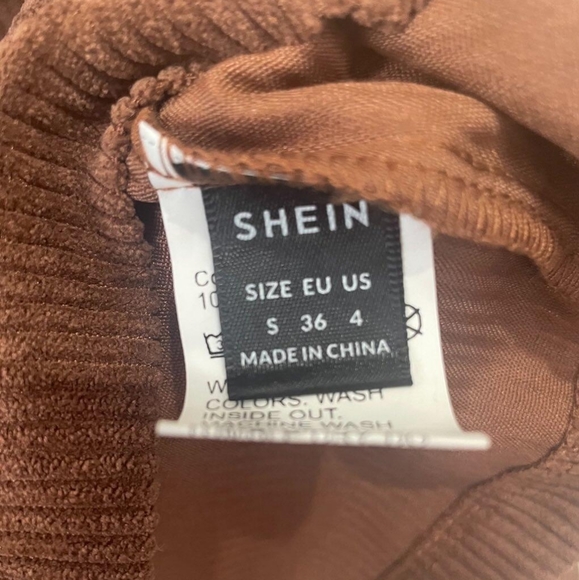 SHEIN
SIZE EU US
S 36 4
MADE IN CHINA
COLORS. WASH
INSIDE OUT.
MACHINE WASH